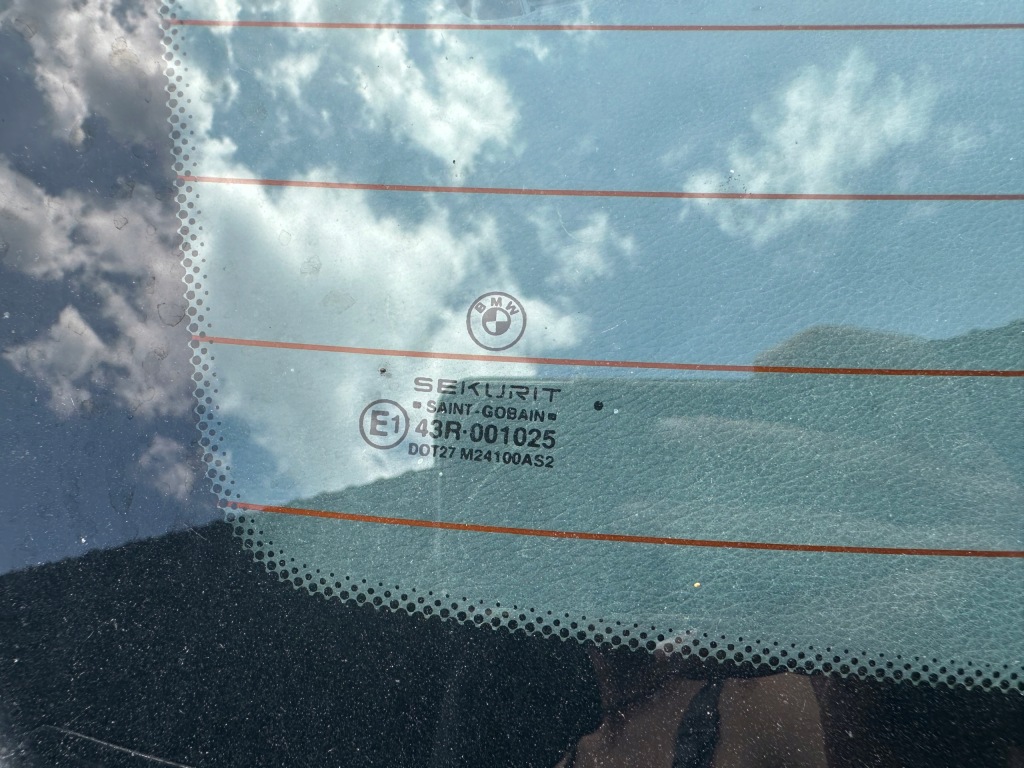 BMW
SEKURIT
SAINT-GOBAIN
E1
43R-001025
DOT27 M24100AS2